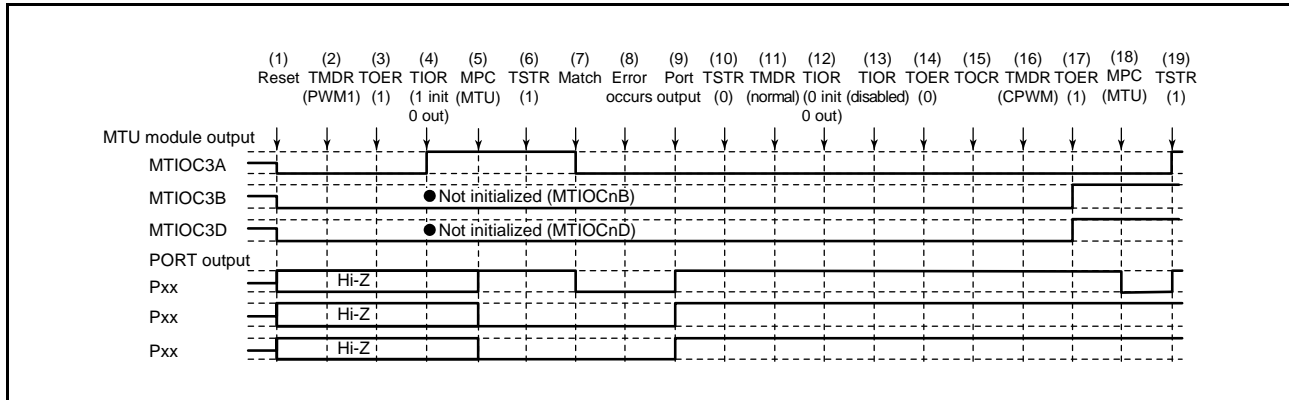 (1) (2) (3) (4) (5) (6) (7) (8) (9) (10) (11) (12) (13) (14) (15) (16) (17) (18) (19)
Reset TMDR TOER TIOR MPC TSTR Match Error Port TSTR TMDR TIOR TIOR TOER TOCR TMDR TOER MPC TSTR
(PWM1) (1) (1 init (MTU) (1) occurs output (0) (normal) (0 init (disabled) (0) (CPWM) (1) (MTU) (1)
0 out) 0 out)
MTU module output
MTIOC3A
MTIOC3B ●Not initialized (MTIOCnB)
MTIOC3D ●Not initialized (MTIOCnD)
PORT output
Pxx Hi-Z
Pxx Hi-Z
Pxx Hi-Z